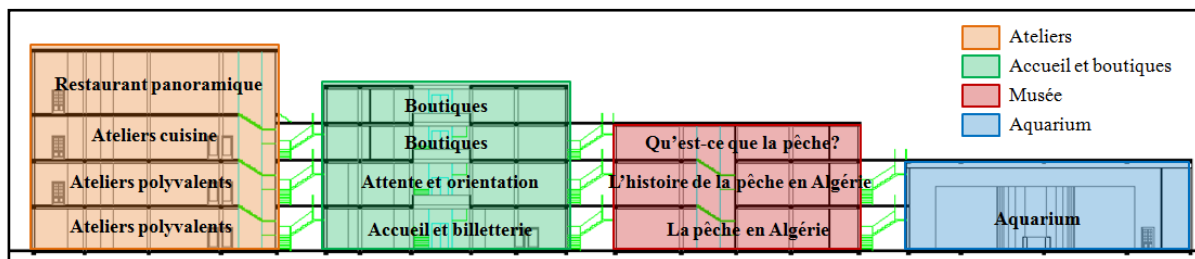 Restaurant panoramique
Ateliers cuisine
Ateliers polyvalents
Ateliers polyvalents
Boutiques
Boutiques
Attente et orientation
Accueil et billetterie
Qu'est-ce que la pêche?
L'histoire de la pêche en Algérie
La pêche en Algérie
Aquarium
Ateliers
Accueil et boutiques
Musée
Aquarium